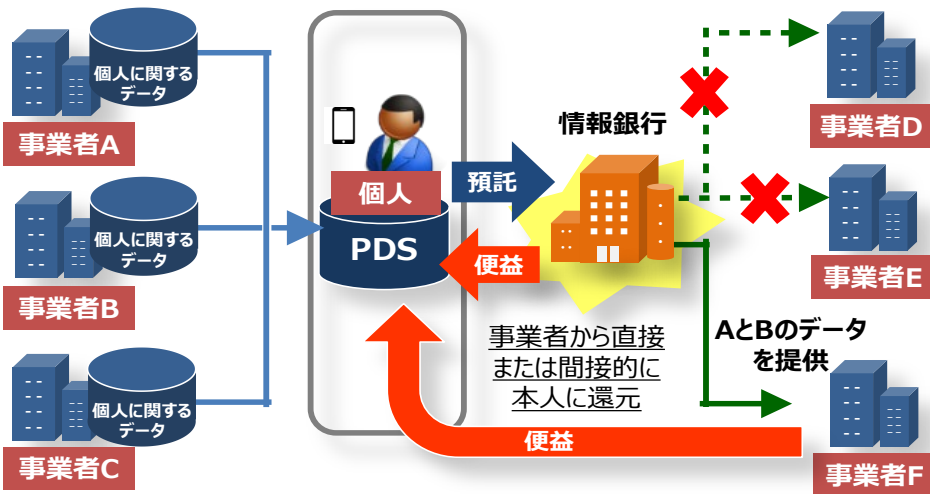 個人に関する
データ
事業者A
個人に関する
データ
事業者B
個人に関する
データ
事業者C
個人
PDS
預託
便益
情報銀行
事業者から直接
または間接的に
本人に還元
便益
AとBのデータ
を提供
事業者D
事業者E
事業者F